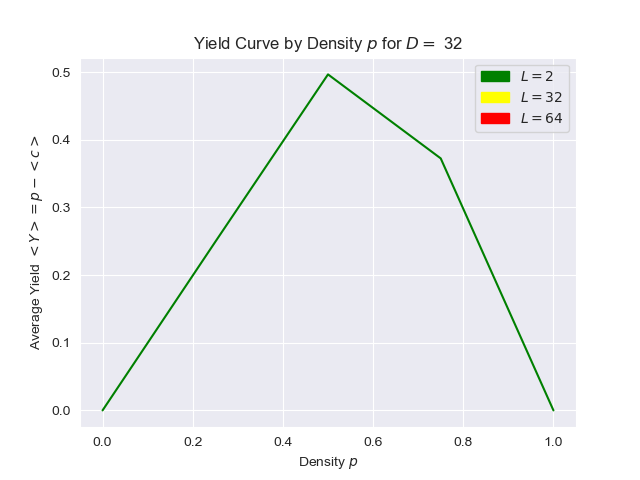 Yield Curve by Density p for D = 32
L = 2
L = 32
L = 64
Average Yield < Y > = p − < c >
0.5
0.4
0.3
0.2
0.1
0.0
0.0 0.2 0.4 0.6 0.8 1.0
Density p